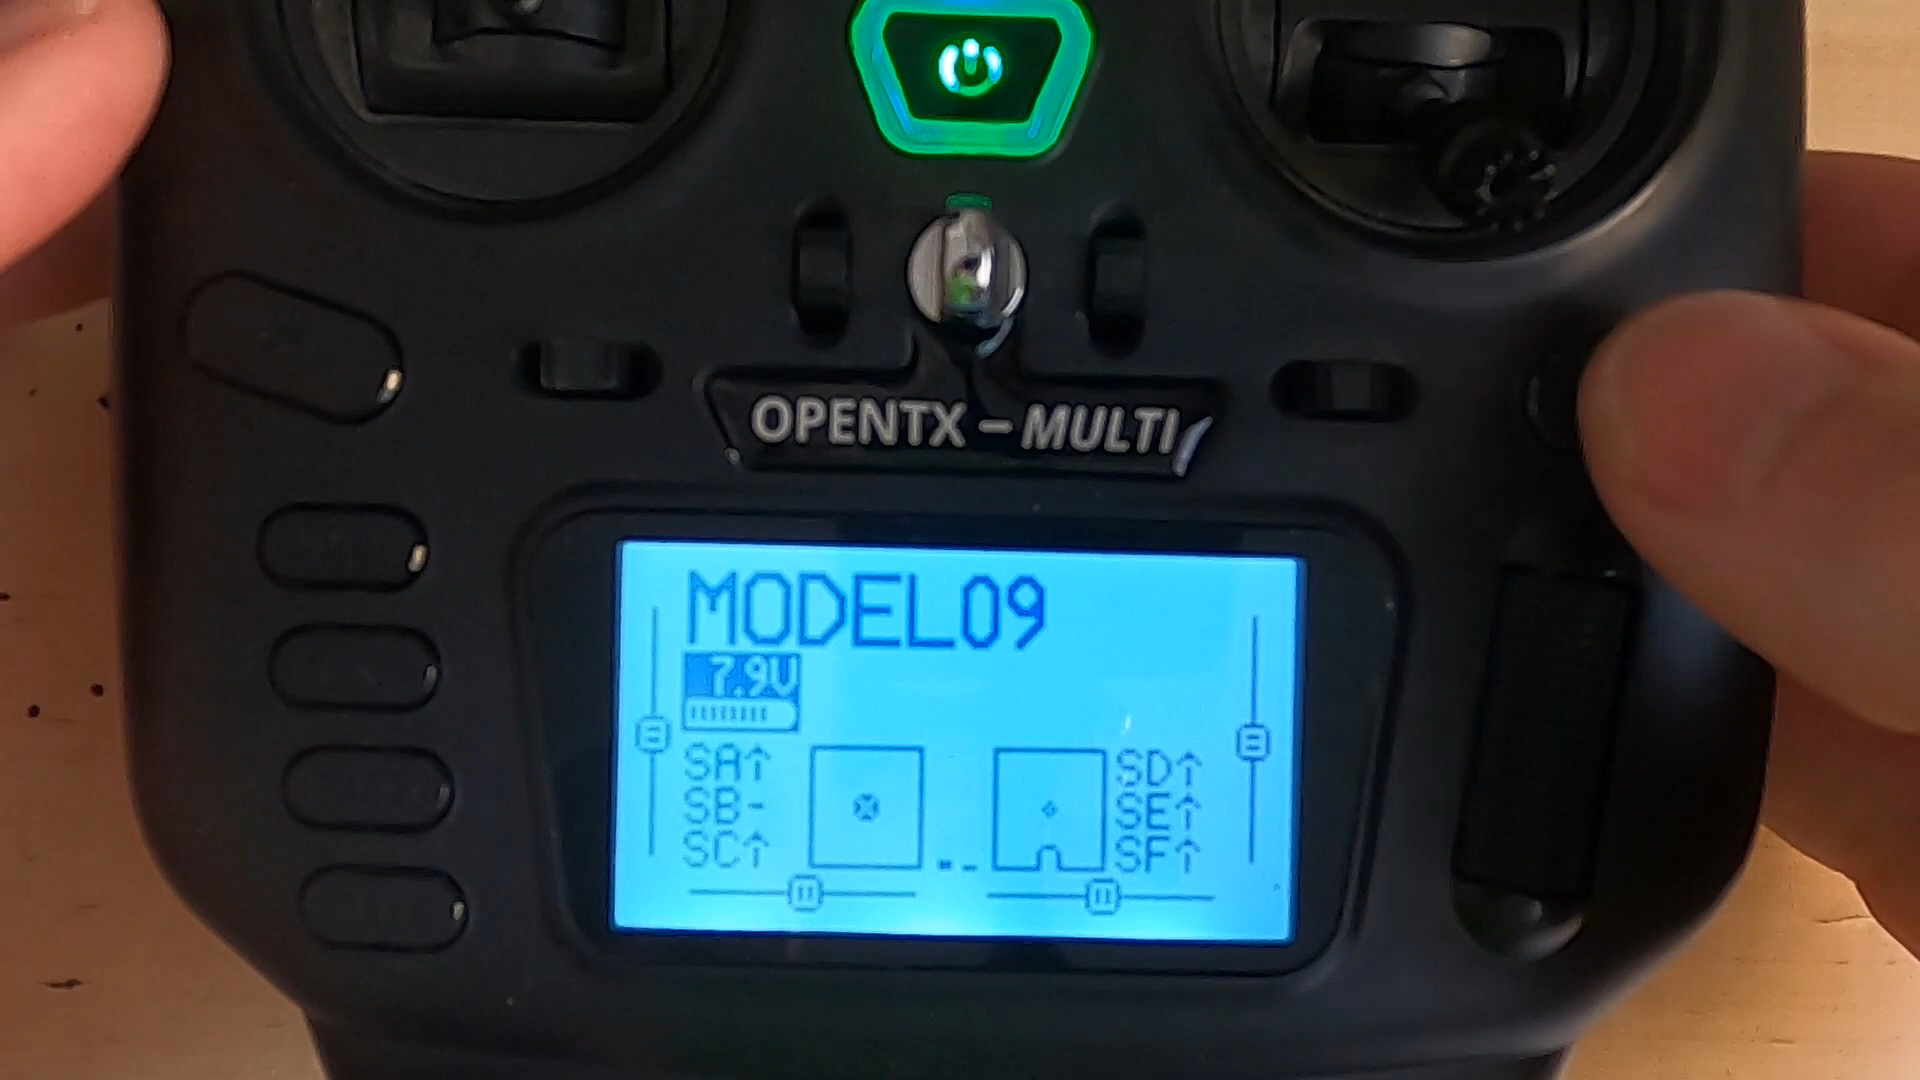 OPENTX – MULTI
MODEL09
7.9V
SA↑
SB-
SC↑
SD↑
SE↑
SF↑